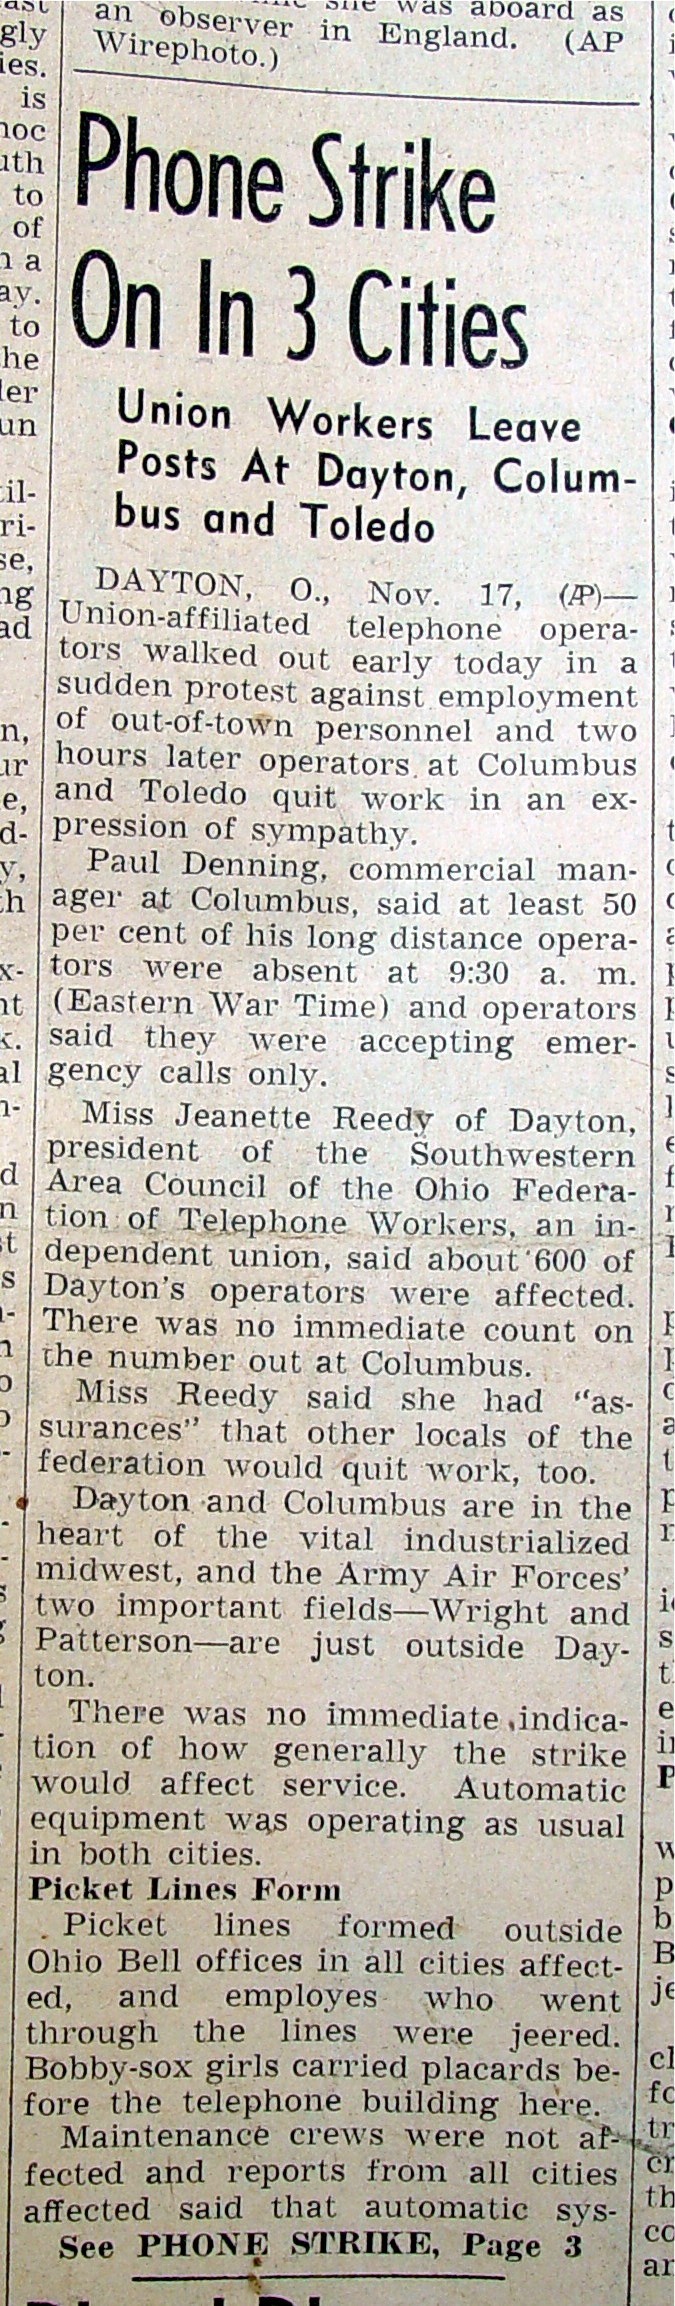 an observer in England. (AP
Wirephoto.)
Phone Strike
On In 3 Cities
Union Workers Leave
Posts At Dayton, Colum-
bus and Toledo
DAYTON, O., Nov. 17, (AP)—
Union-affiliated telephone opera-
tors walked out early today in a
sudden protest against employment
of out-of-town personnel and two
hours later operators at Columbus
and Toledo quit work in an ex-
pression of sympathy.
Paul Denning, commercial man-
ager at Columbus, said at least 50
per cent of his long distance opera-
tors were absent at 9:30 a. m.
(Eastern War Time) and operators
said they were accepting emer-
gency calls only.
Miss Jeanette Reedy of Dayton,
president of the Southwestern
Area Council of the Ohio Federa-
tion of Telephone Workers, an in-
dependent union, said about 600 of
Dayton's operators were affected.
There was no immediate count on
the number out at Columbus.
Miss Reedy said she had "as-
surances" that other locals of the
federation would quit work, too.
Dayton and Columbus are in the
heart of the vital industrialized
midwest, and the Army Air Forces'
two important fields—Wright and
Patterson—are just outside Day-
ton.
There was no immediate indica-
tion of how generally the strike
would affect service. Automatic
equipment was operating as usual
in both cities.
Picket Lines Form
Picket lines formed outside
Ohio Bell offices in all cities affect-
ed, and employes who went
through the lines were jeered.
Bobby-sox girls carried placards be-
fore the telephone building here.
Maintenance crews were not af-
fected and reports from all cities
affected said that automatic sys-
See PHONE STRIKE, Page 3